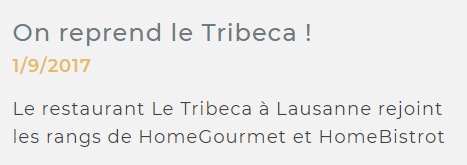 On reprend le Tribeca !
1/9/2017
Le restaurant Le Tribeca à Lausanne rejoint
les rangs de HomeGourmet et HomeBistrot